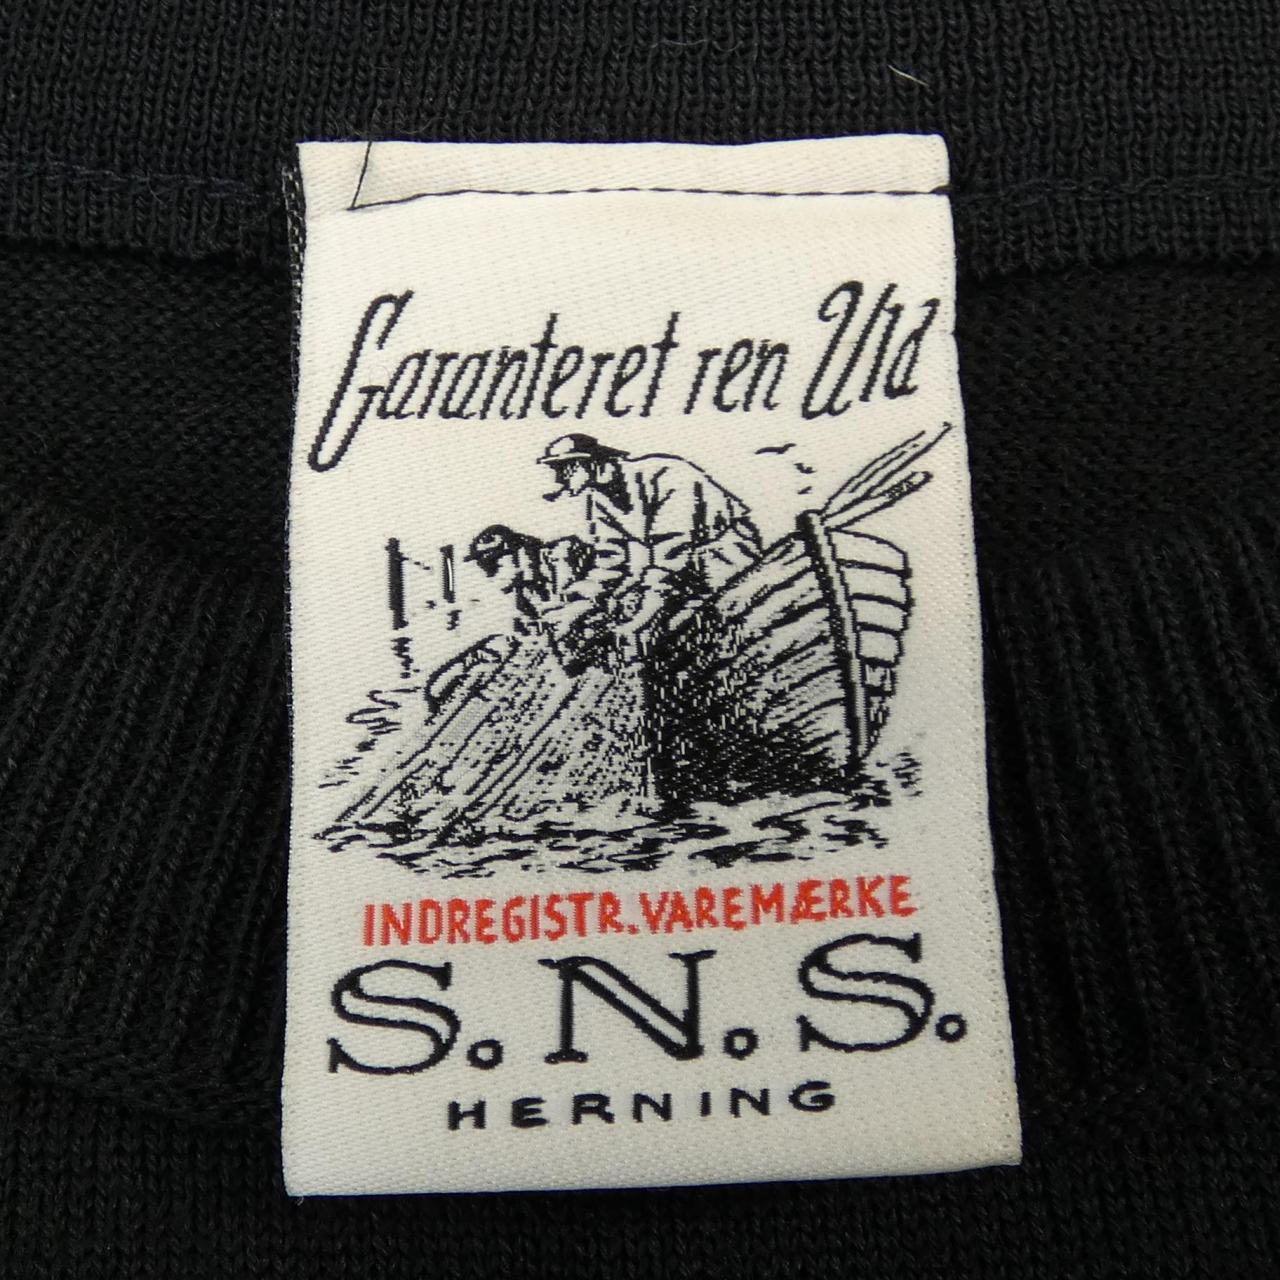 Garanteret ren Uld
INDREGISTR.VAREMÆRKE
S.N.S.
HERNING